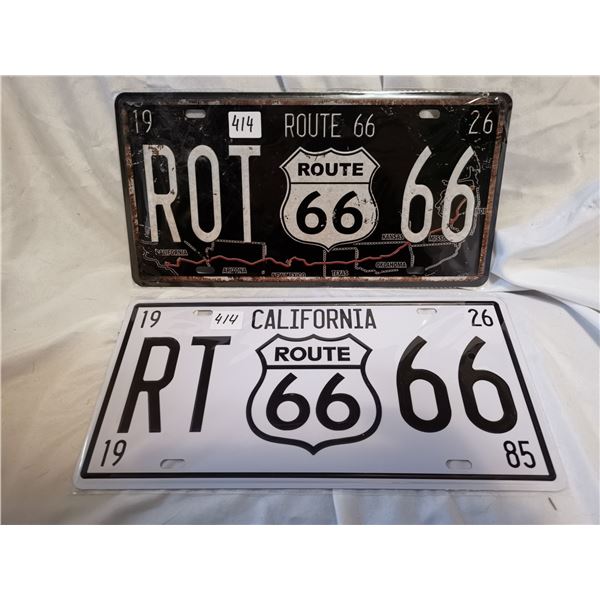 19 414 ROUTE 66 26
ROT ROUTE 66 66
CALIFORNIA ARIZONA NEW MEXICO TEXAS OKLAHOMA KANSAS
19 414 CALIFORNIA 26
RT ROUTE 66 66
19 85